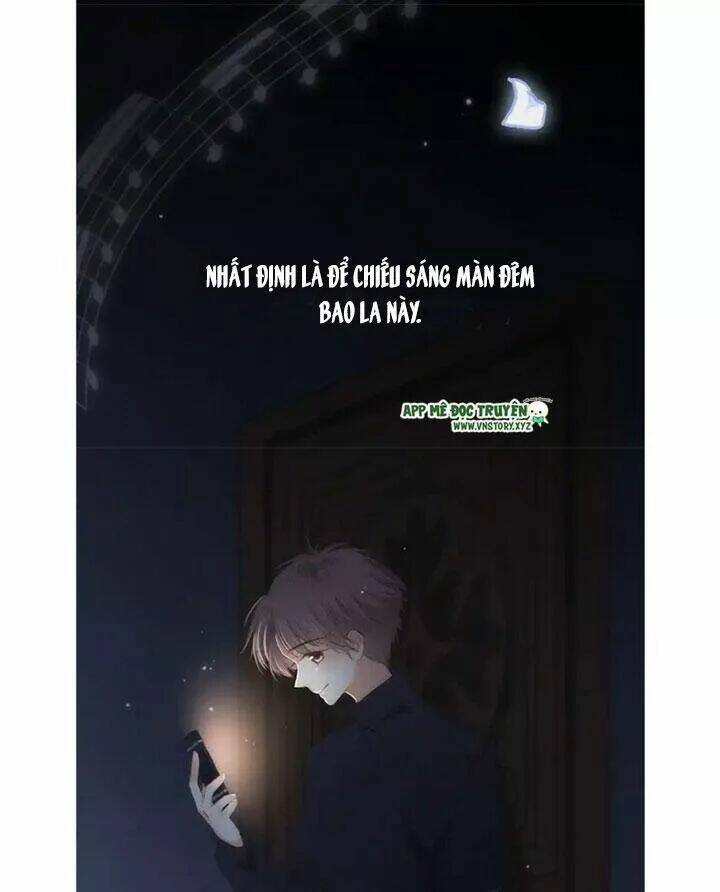 NHẤT ĐỊNH LÀ ĐỂ CHIẾU SÁNG MÀN ĐÊM
BAO LA NÀY.
APP MÊ ĐỌC TRUYỆN
WWW.VNSTORY.XYZ